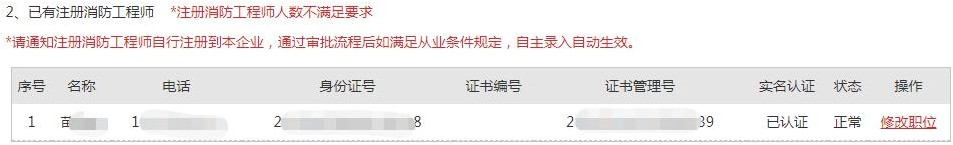 2、已有注册消防工程师 *注册消防工程师人数不满足要求
*请通知注册消防工程师自行注册到本企业，通过审批流程后如满足从业条件规定，自主录入自动生效。
序号 名称 电话 身份证号 证书编号 证书管理号 实名认证 状态 操作
1 苗 1 2 8 2 39 已认证 正常 修改职位